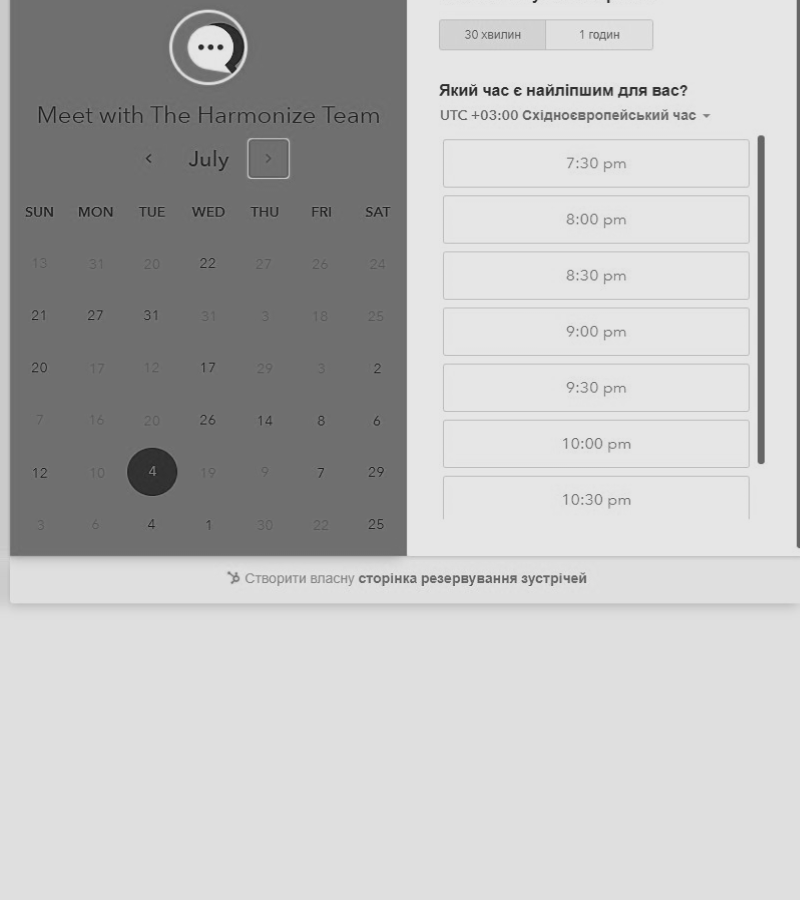 30 хвилин 1 годин
Який час є найліпшим для вас?
UTC +03:00 Східноєвропейський час
Meet with The Harmonize Team
July
SUN MON TUE WED THU FRI SAT
13 31 20 22 27 26 24
21 27 31 31 3 18 25
20 17 12 17 29 3 2
7 16 20 26 14 8 6
12 10 4 19 9 7 29
3 6 4 1 30 22 25
7:30 pm
8:00 pm
8:30 pm
9:00 pm
9:30 pm
10:00 pm
10:30 pm
Створити власну сторінка резервування зустрічей